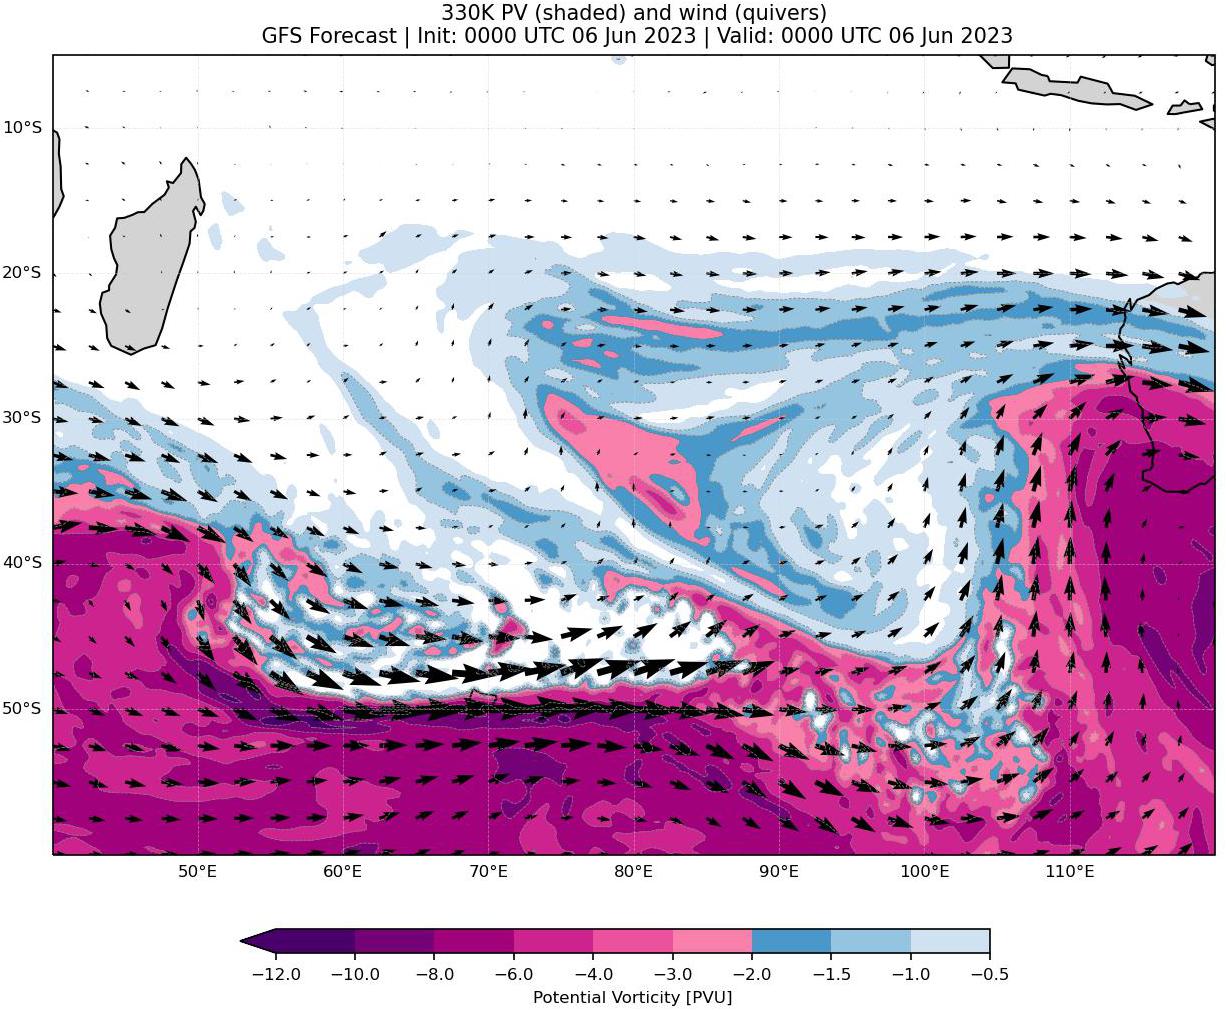 330K PV (shaded) and wind (quivers)
GFS Forecast | Init: 0000 UTC 06 Jun 2023 | Valid: 0000 UTC 06 Jun 2023
10°S
20°S
30°S
40°S
50°S
50°E 60°E 70°E 80°E 90°E 100°E 110°E
−12.0 −10.0 −8.0 −6.0 −4.0 −3.0 −2.0 −1.5 −1.0 −0.5
Potential Vorticity [PVU]